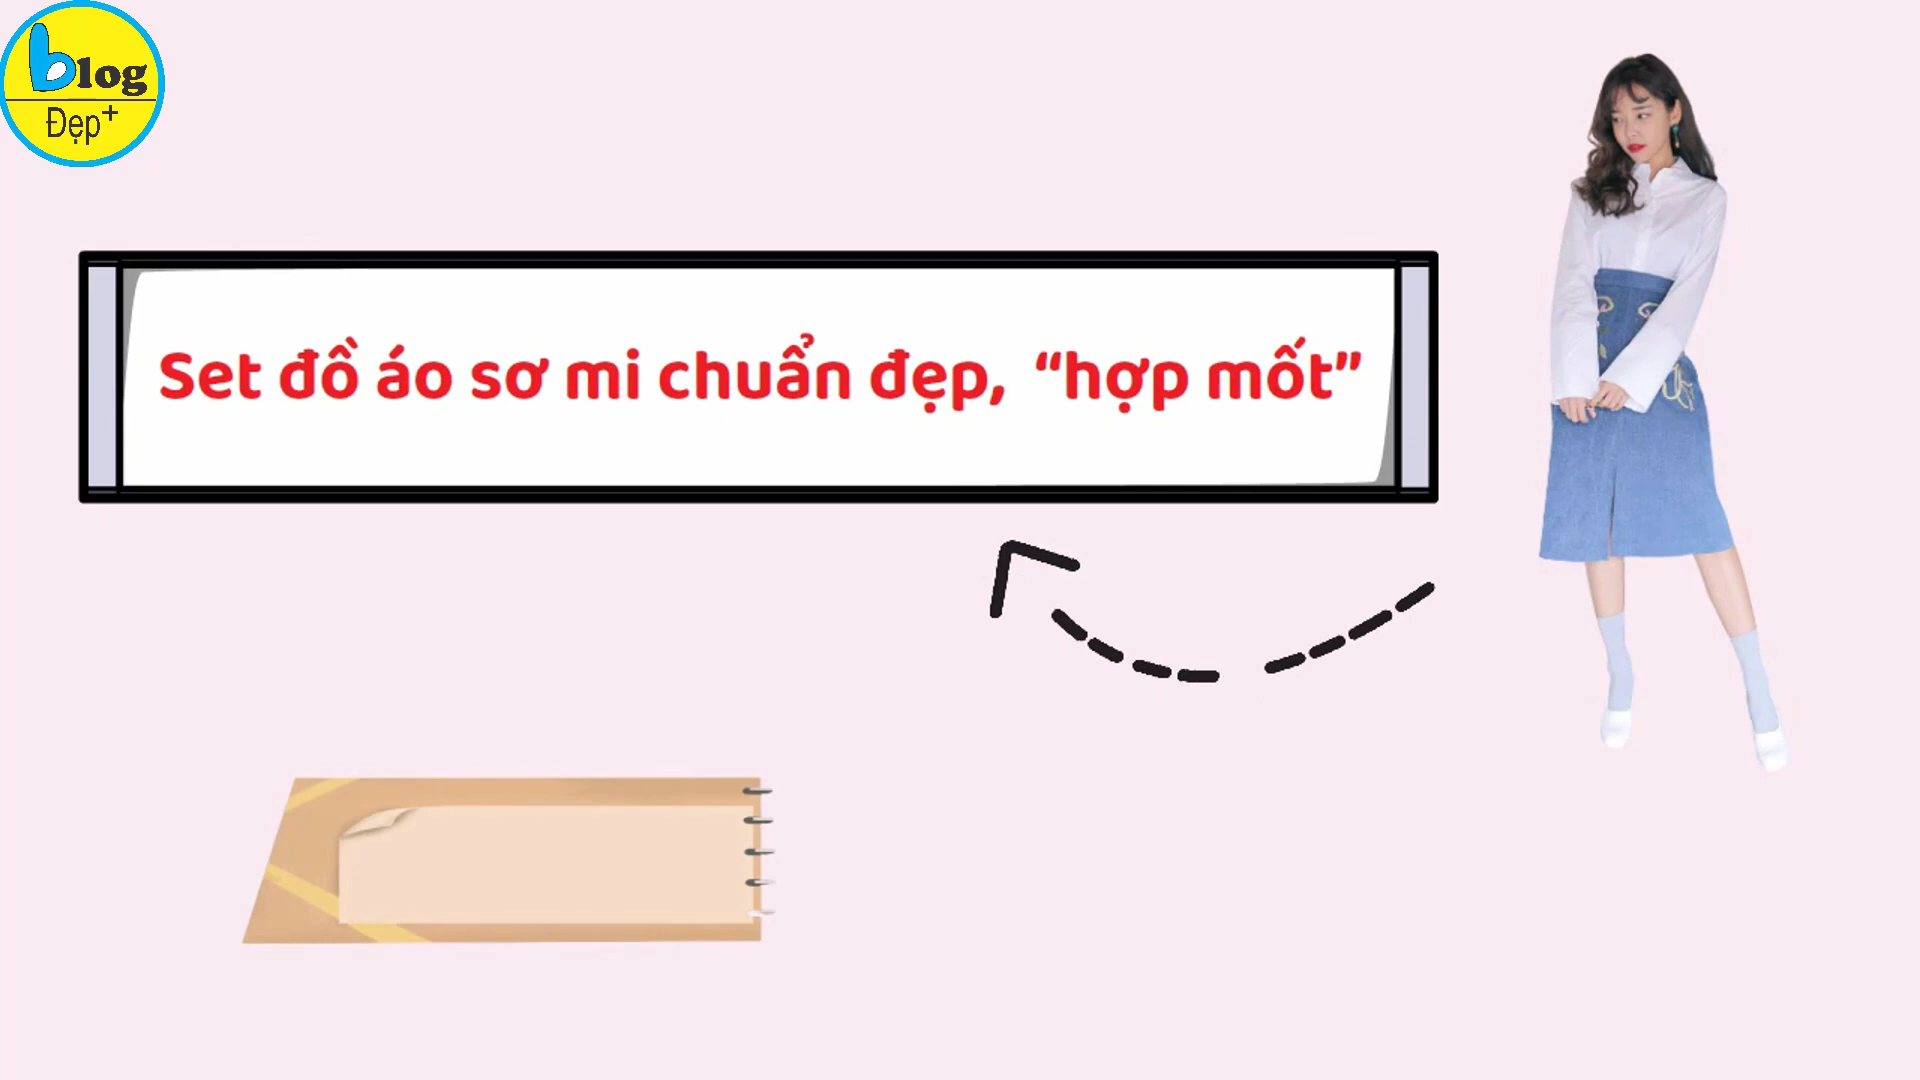 blog
Đẹp+
Set đồ áo sơ mi chuẩn đẹp, “hợp mốt”